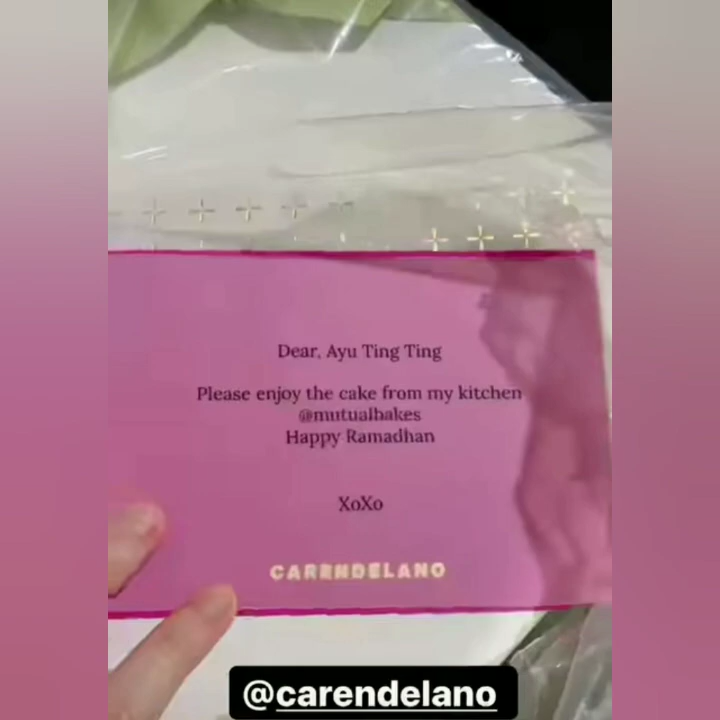 Dear, Ayu Ting Ting
Please enjoy the cake from my kitchen
@mutualbakes
Happy Ramadhan
XoXo
CARENDELANO
@carendelano